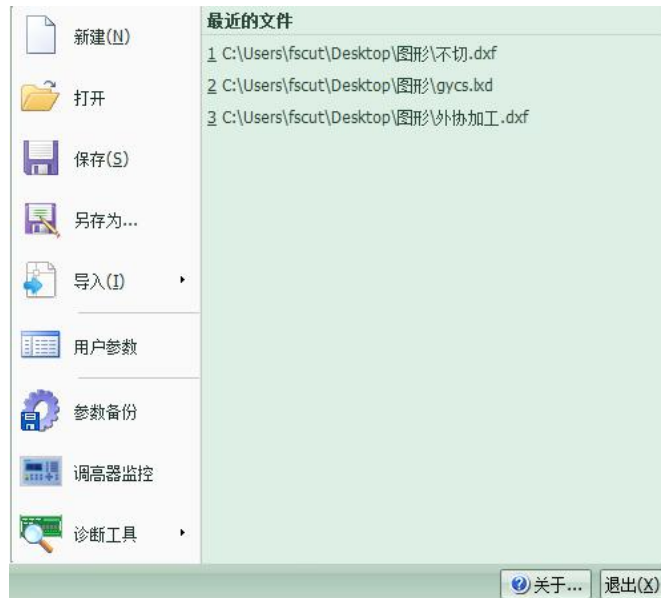 新建(N)
打开
保存(S)
另存为...
导入(I)
用户参数
参数备份
调高器监控
诊断工具
最近的文件
1 C:\Users\fscut\Desktop\图形\不切.dxf
2 C:\Users\fscut\Desktop\图形\gycs.lxd
3 C:\Users\fscut\Desktop\图形\外协加工.dxf
关于...
退出(X)